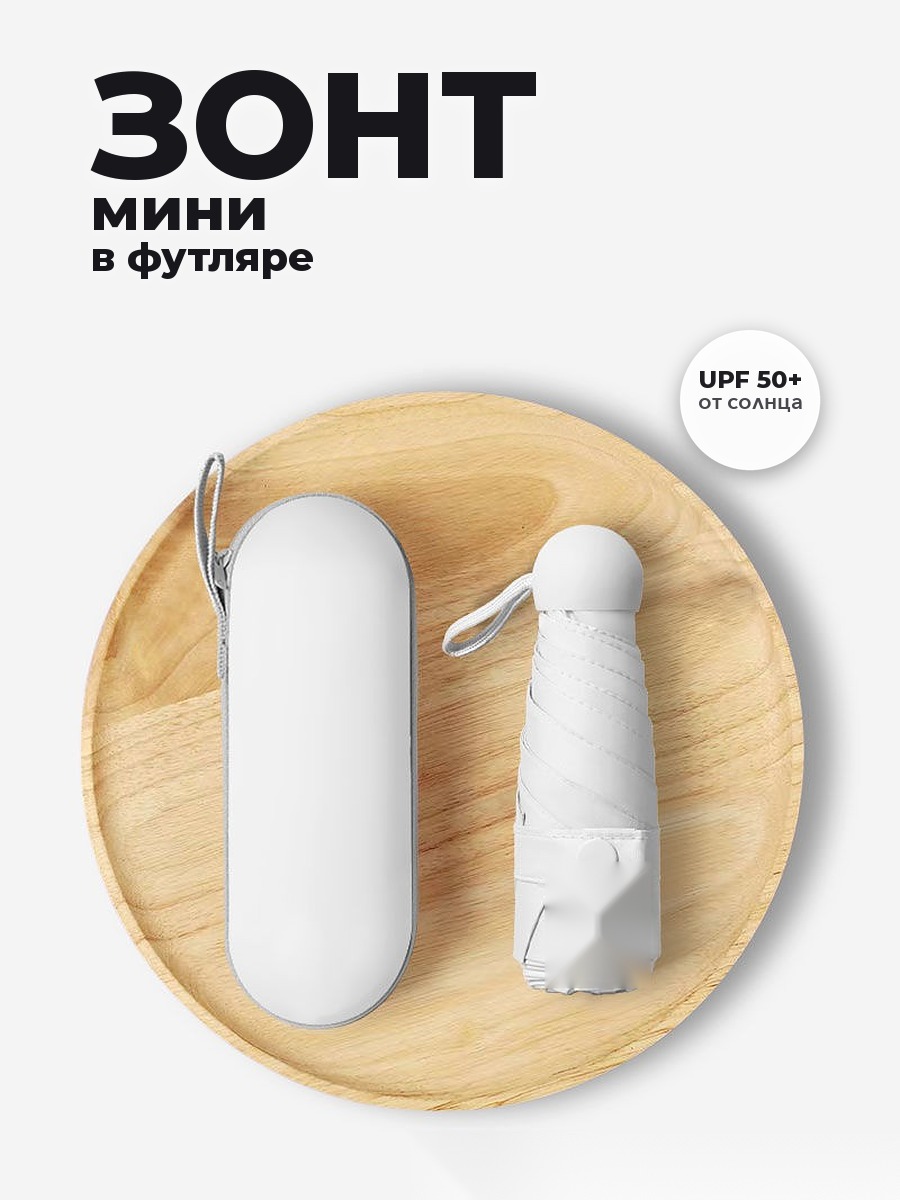 ЗОНТ
мини
в футляре
UPF 50+
от солнца